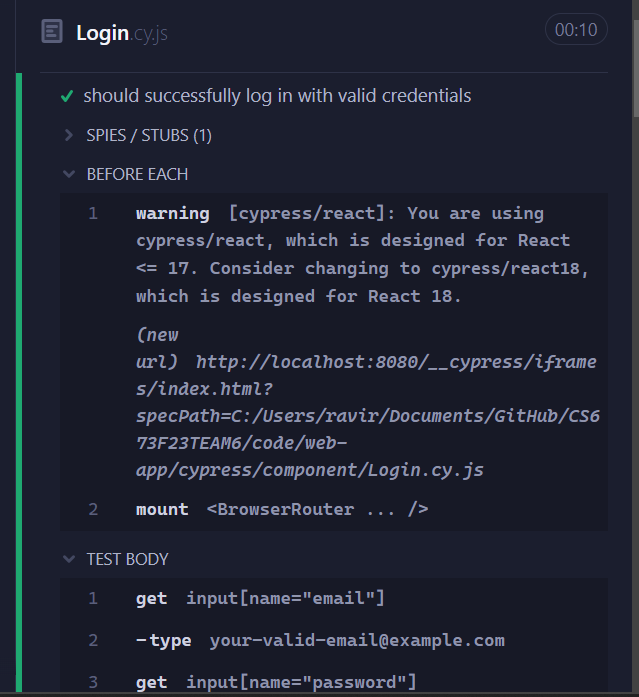 Login.cy.js
00:10
should successfully log in with valid credentials
SPIES / STUBS (1)
BEFORE EACH
1 warning [cypress/react]: You are using
cypress/react, which is designed for React
<= 17. Consider changing to cypress/react18,
which is designed for React 18.
(new
url) http://localhost:8080/__cypress/iframe
s/index.html?
specPath=C:/Users/ravir/Documents/GitHub/CS6
73F23TEAM6/code/web-
app/cypress/component/Login.cy.js
2 mount <BrowserRouter ... />
TEST BODY
1 get input[name="email"]
2 -type your-valid-email@example.com
3 get input[name="password"]